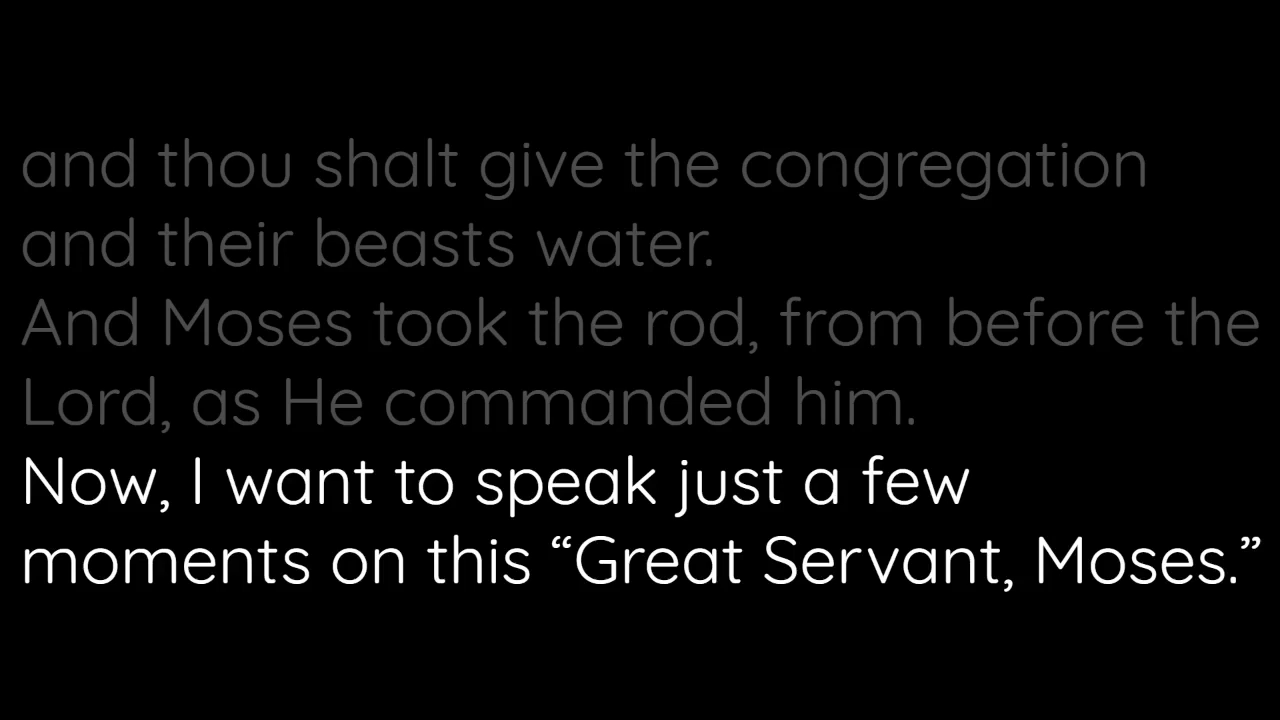 and thou shalt give the congregation
and their beasts water.
And Moses took the rod, from before the
Lord, as He commanded him.
Now, I want to speak just a few
moments on this “Great Servant, Moses.”